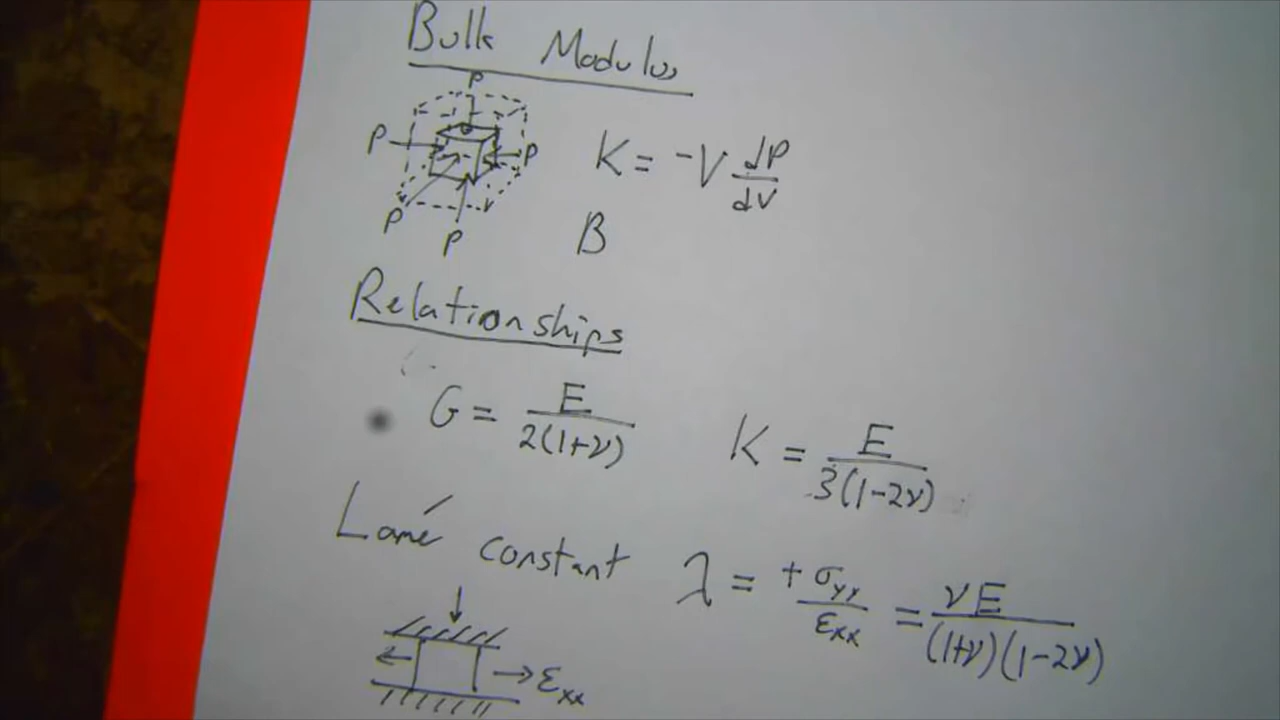 Bulk Modulus
P
P
P
K = -V dP/dV
P
P
B
Relationships
G = E/2(1+ν)
K = E/3(1-2ν)
Lamé constant λ = +σyy/εxx = νE/(1+ν)(1-2ν)
εxx